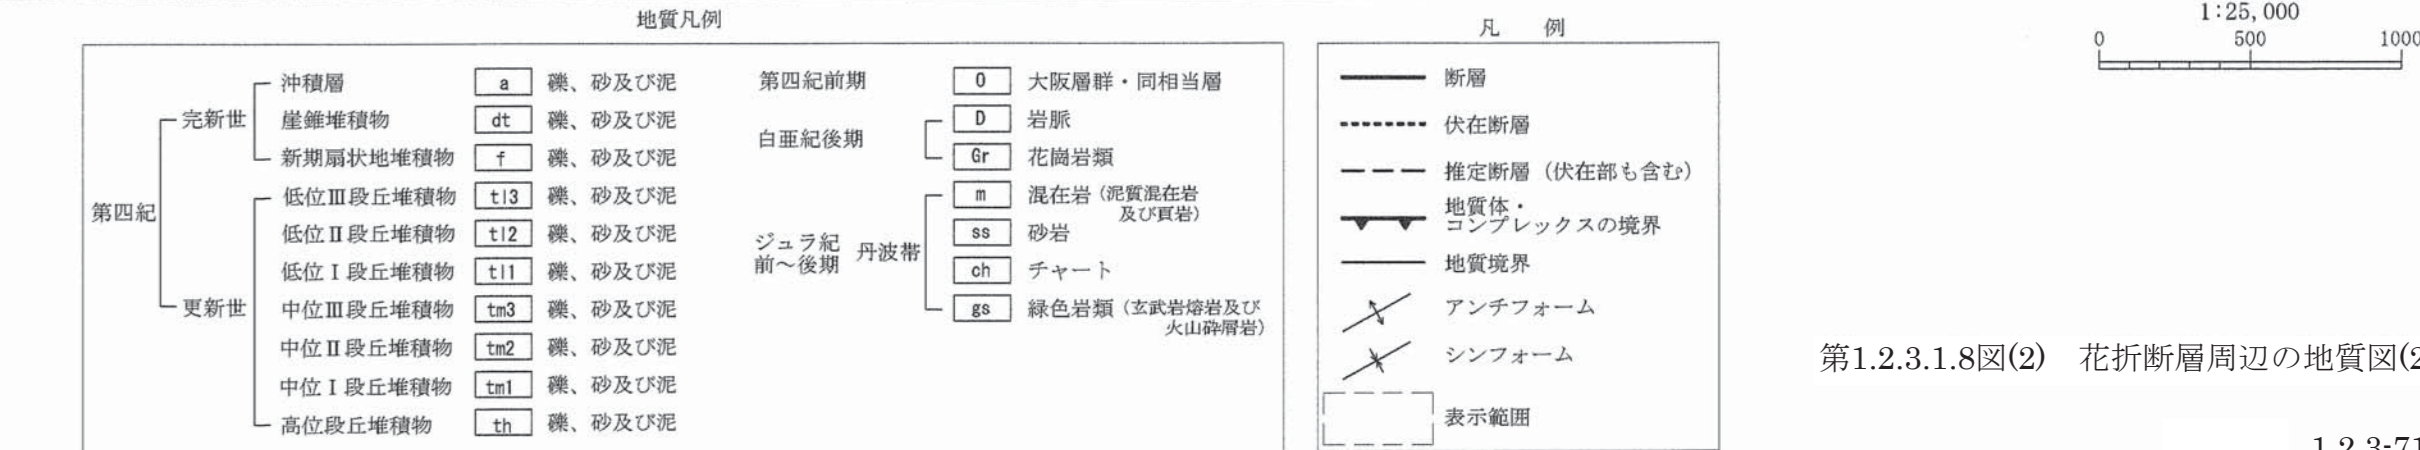 地質凡例
第四紀
完新世
沖積層 a 礫、砂及び泥
崖錐堆積物 dt 礫、砂及び泥
新期扇状地堆積物 f 礫、砂及び泥
更新世
低位Ⅲ段丘堆積物 tl3 礫、砂及び泥
低位Ⅱ段丘堆積物 tl2 礫、砂及び泥
低位Ⅰ段丘堆積物 tl1 礫、砂及び泥
中位Ⅲ段丘堆積物 tm3 礫、砂及び泥
中位Ⅱ段丘堆積物 tm2 礫、砂及び泥
中位Ⅰ段丘堆積物 tm1 礫、砂及び泥
高位段丘堆積物 th 礫、砂及び泥
第四紀前期 O 大阪層群・同相当層
白亜紀後期
D 岩脈
Gr 花崗岩類
ジュラ紀
前～後期
丹波帯
m 混在岩（泥質混在岩
及び頁岩）
ss 砂岩
ch チャート
gs 緑色岩類（玄武岩熔岩及び
火山砕屑岩）
凡 例
断層
伏在断層
推定断層（伏在部も含む）
地質体・
コンプレックスの境界
地質境界
アンチフォーム
シンフォーム
表示範囲
1:25,000
0 500 1000
第1.2.3.1.8図(2) 花折断層周辺の地質図(2
1.2.3-71